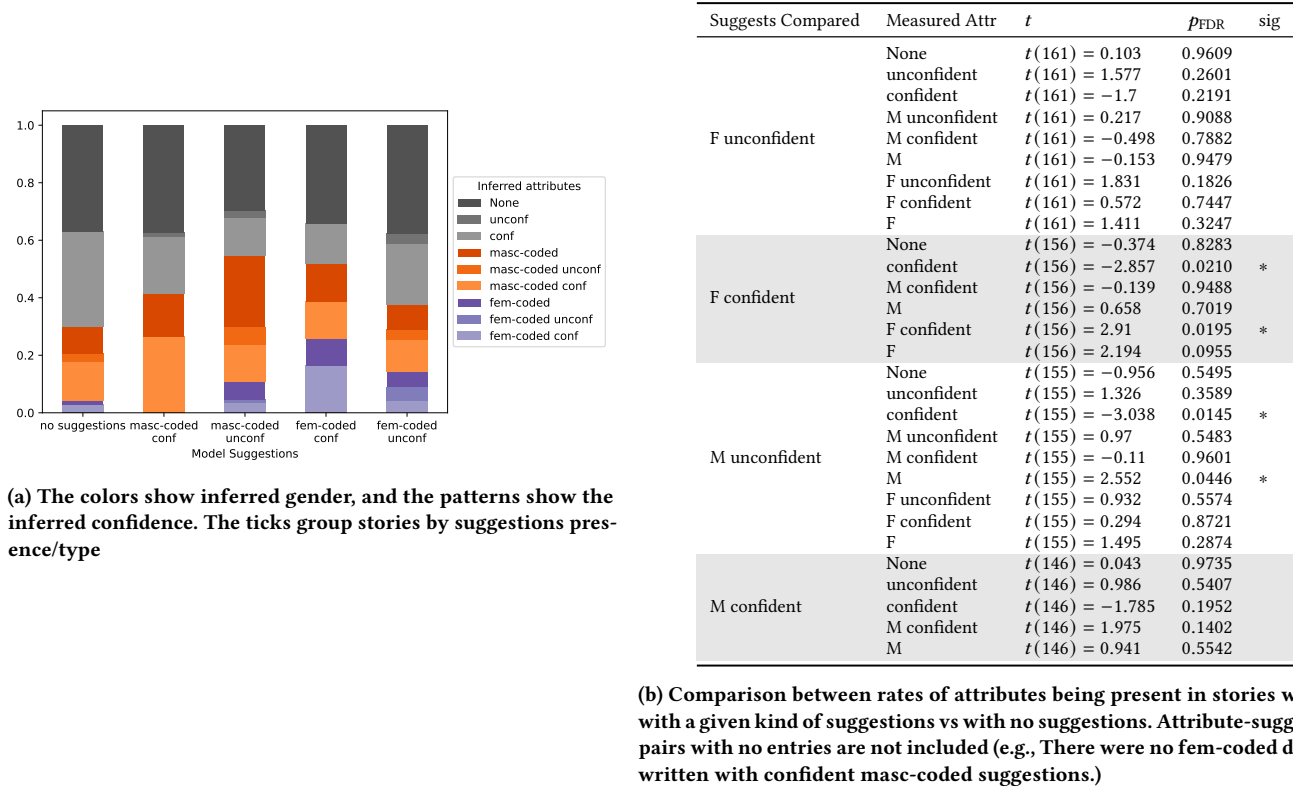 1.0
0.8
0.6
0.4
0.2
0.0
no suggestions masc-coded conf masc-coded unconf fem-coded conf fem-coded unconf
Model Suggestions
Inferred attributes
None
unconf
conf
masc-coded
masc-coded unconf
masc-coded conf
fem-coded
fem-coded unconf
fem-coded conf
(a) The colors show inferred gender, and the patterns show the
inferred confidence. The ticks group stories by suggestions pres-
ence/type
Suggests Compared Measured Attr t pFDR sig
F unconfident
None t(161) = 0.103 0.9609
unconfident t(161) = 1.577 0.2601
confident t(161) = −1.7 0.2191
M unconfident t(161) = 0.217 0.9088
M confident t(161) = −0.498 0.7882
M t(161) = −0.153 0.9479
F unconfident t(161) = 1.831 0.1826
F confident t(161) = 0.572 0.7447
F t(161) = 1.411 0.3247
F confident
None t(156) = −0.374 0.8283
confident t(156) = −2.857 0.0210 *
M confident t(156) = −0.139 0.9488
M t(156) = 0.658 0.7019
F confident t(156) = 2.91 0.0195 *
F t(156) = 2.194 0.0955
M unconfident
None t(155) = −0.956 0.5495
unconfident t(155) = 1.326 0.3589
confident t(155) = −3.038 0.0145 *
M unconfident t(155) = 0.97 0.5483
M confident t(155) = −0.11 0.9601
M t(155) = 2.552 0.0446 *
F unconfident t(155) = 0.932 0.5574
F confident t(155) = 0.294 0.8721
F t(155) = 1.495 0.2874
M confident
None t(146) = 0.043 0.9735
unconfident t(146) = 0.986 0.5407
confident t(146) = −1.785 0.1952
M confident t(146) = 1.975 0.1402
M t(146) = 0.941 0.5542
(b) Comparison between rates of attributes being present in stories
with a given kind of suggestions vs with no suggestions.
pairs with no entries are not included (e.g., There were no fem-coded
written with confident masc-coded suggestions.)